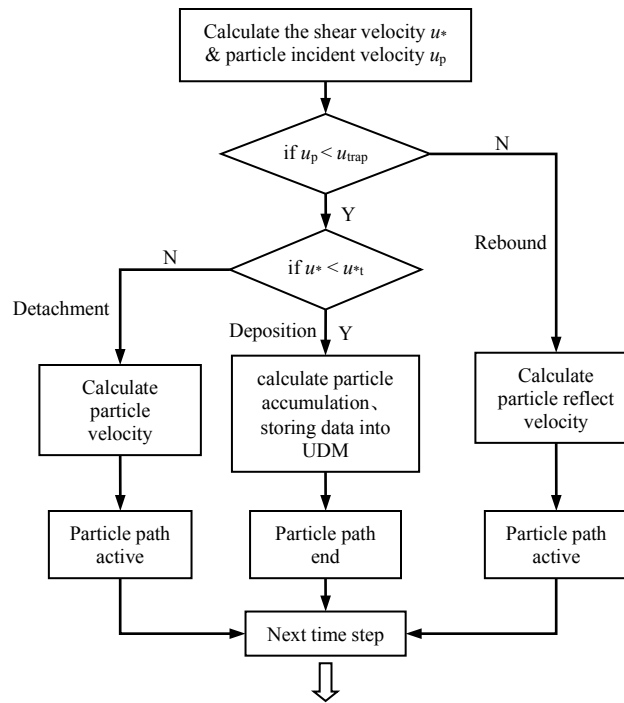 Calculate the shear velocity u*
& particle incident velocity up
if up < utrap
N
Y
Rebound
N
if u* < u*t
Detachment
Deposition
Y
Calculate
particle
velocity
calculate particle
accumulation、
storing data into
UDM
Calculate
particle reflect
velocity
Particle path
active
Particle path
end
Particle path
active
Next time step